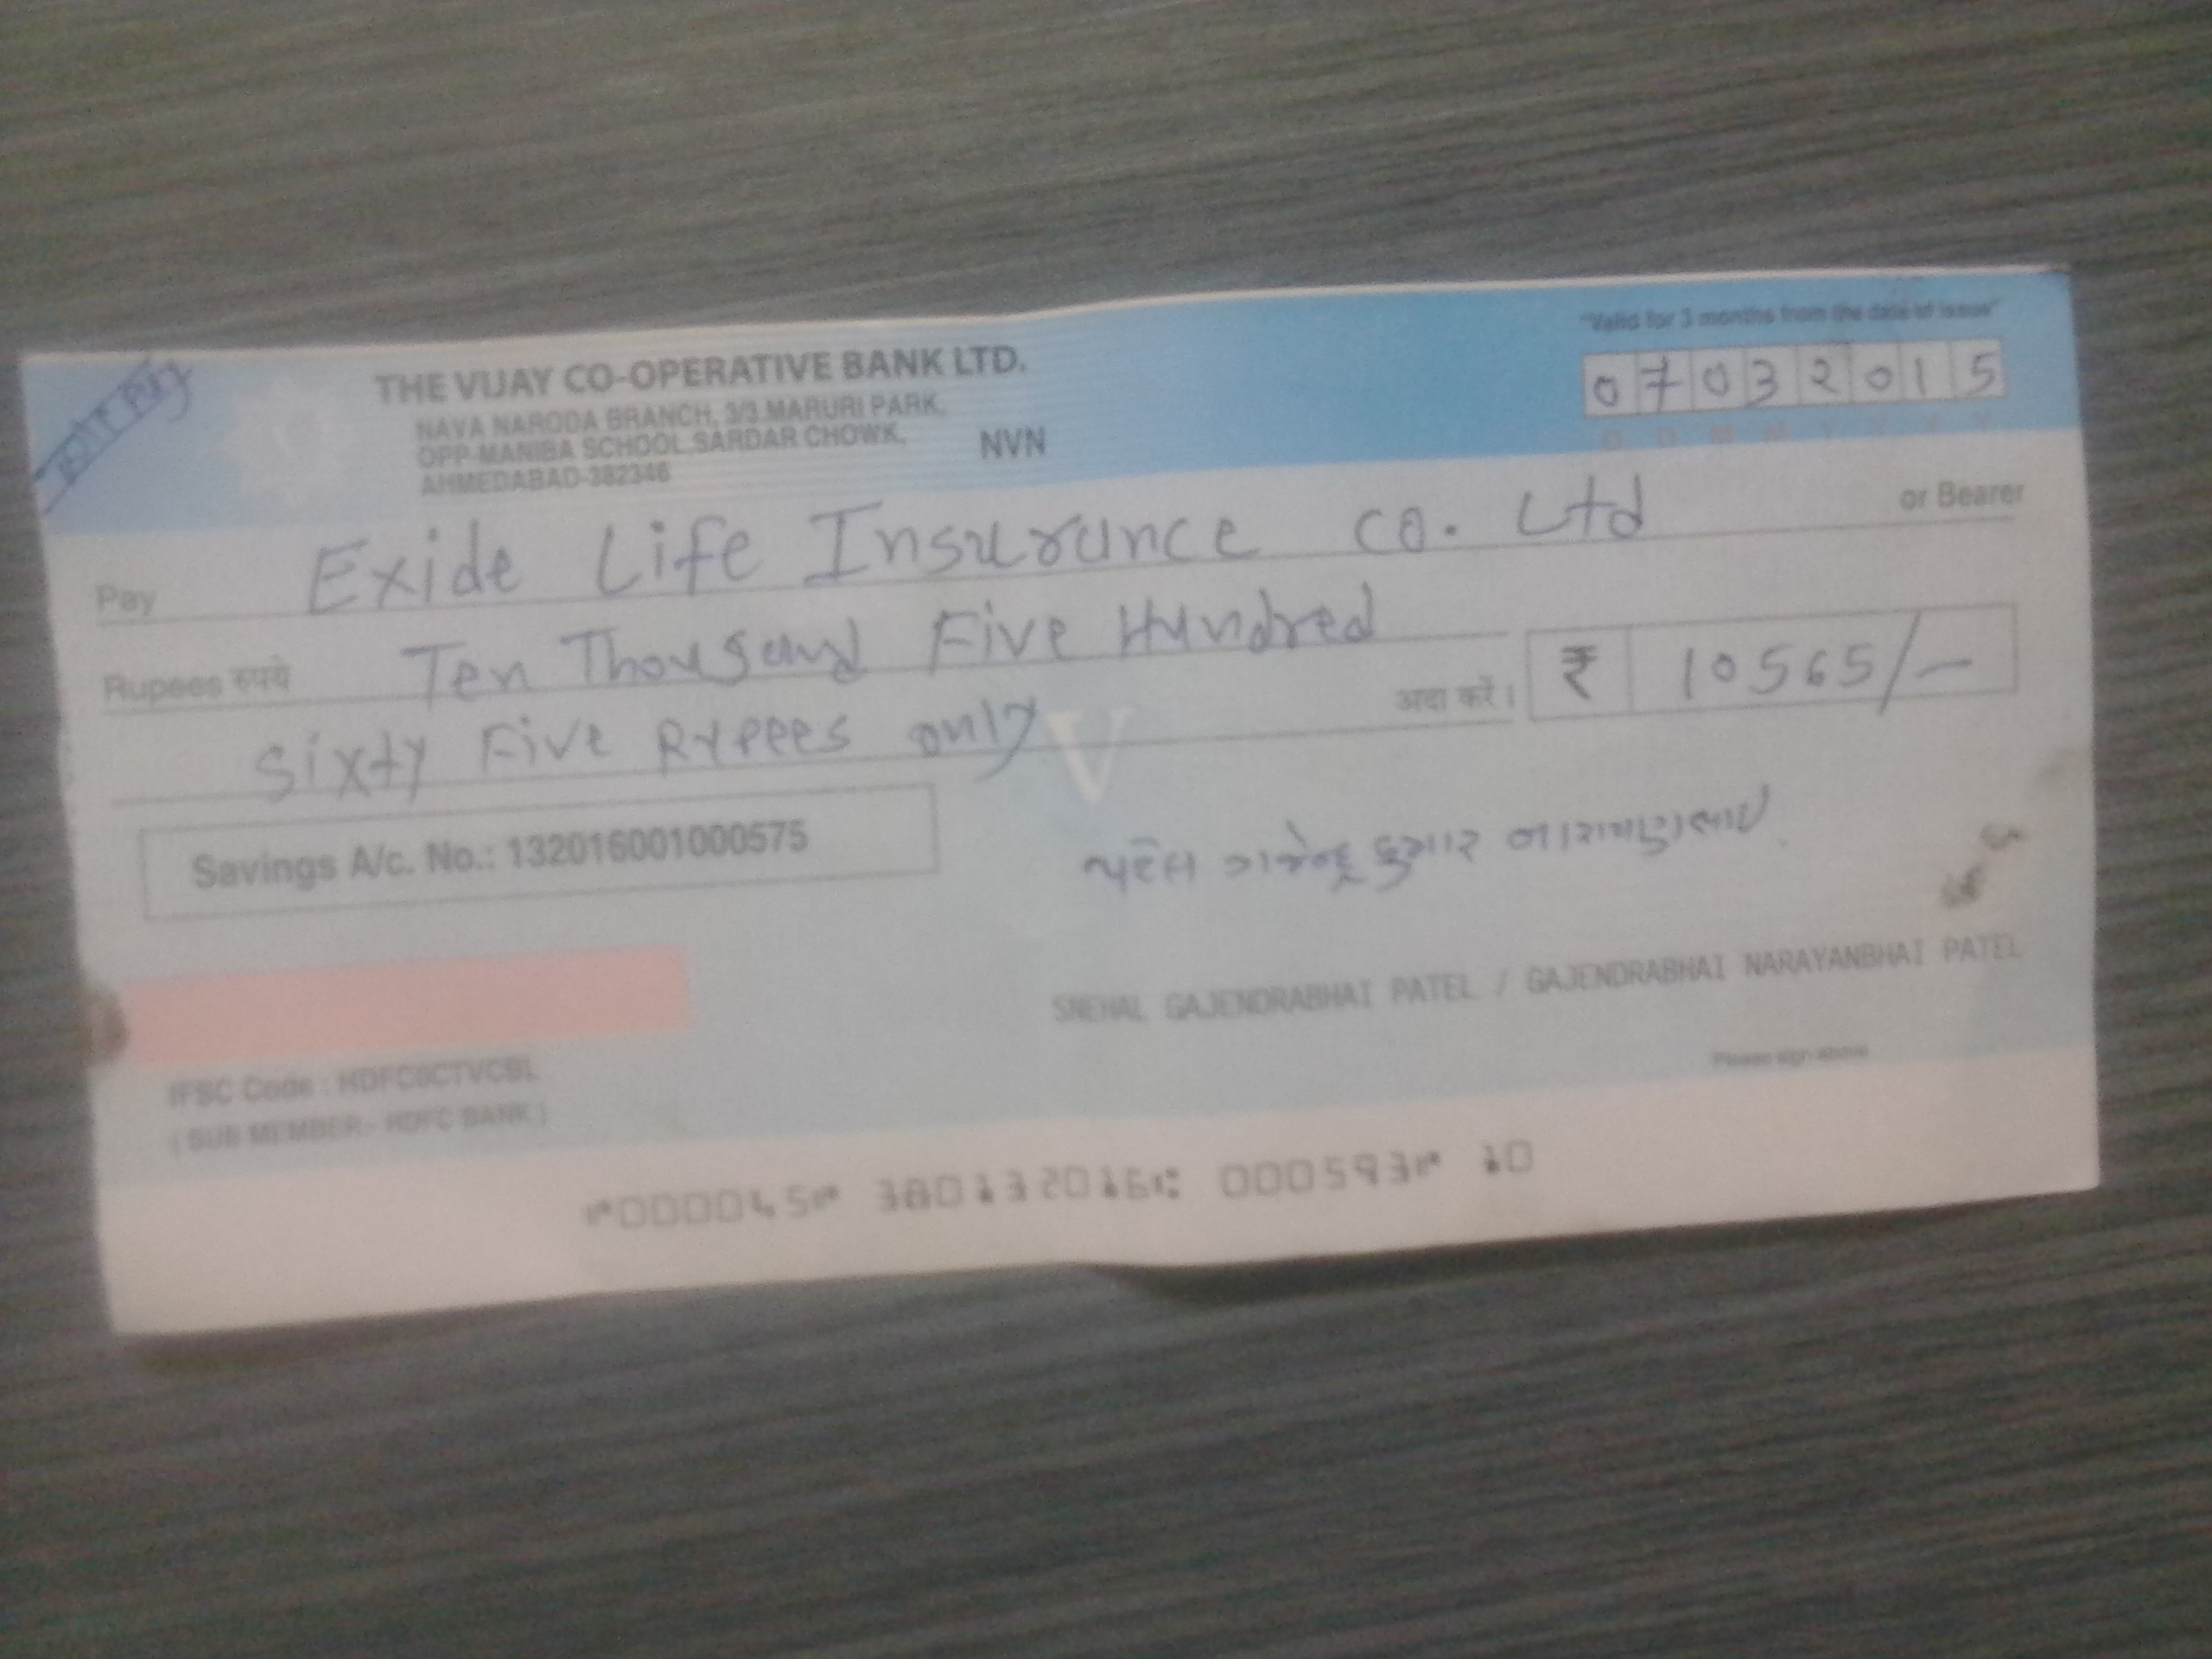 "Valid for 3 months from the date of issue"
THE VIJAY CO-OPERATIVE BANK LTD.
NAVA NARODA BRANCH, 3/3 MARURI PARK,
OPP-MANIBA SCHOOL, SARDAR CHOWK,
AHMEDABAD-382346
NVN
07032015
D D M M Y Y Y Y
Pay Exide Life Insurance co. Ltd or Bearer
Rupees रुपये Ten Thousand Five Hundred
Sixty Five Rupees only अदा करें । ₹ 10565/-
Savings A/c. No.: 132016001000575
પટેલ ગજેન્દ્રકુમાર નારાયણભાઈ
SNEHAL GAJENDRABHAI PATEL / GAJENDRABHAI NARAYANBHAI PATEL
Please sign above
IFSC Code : HDFC0CTVCBL
( SUB MEMBER:- HDFC BANK )
⑈000045⑈ 380132016⑆ 000593⑈ 10